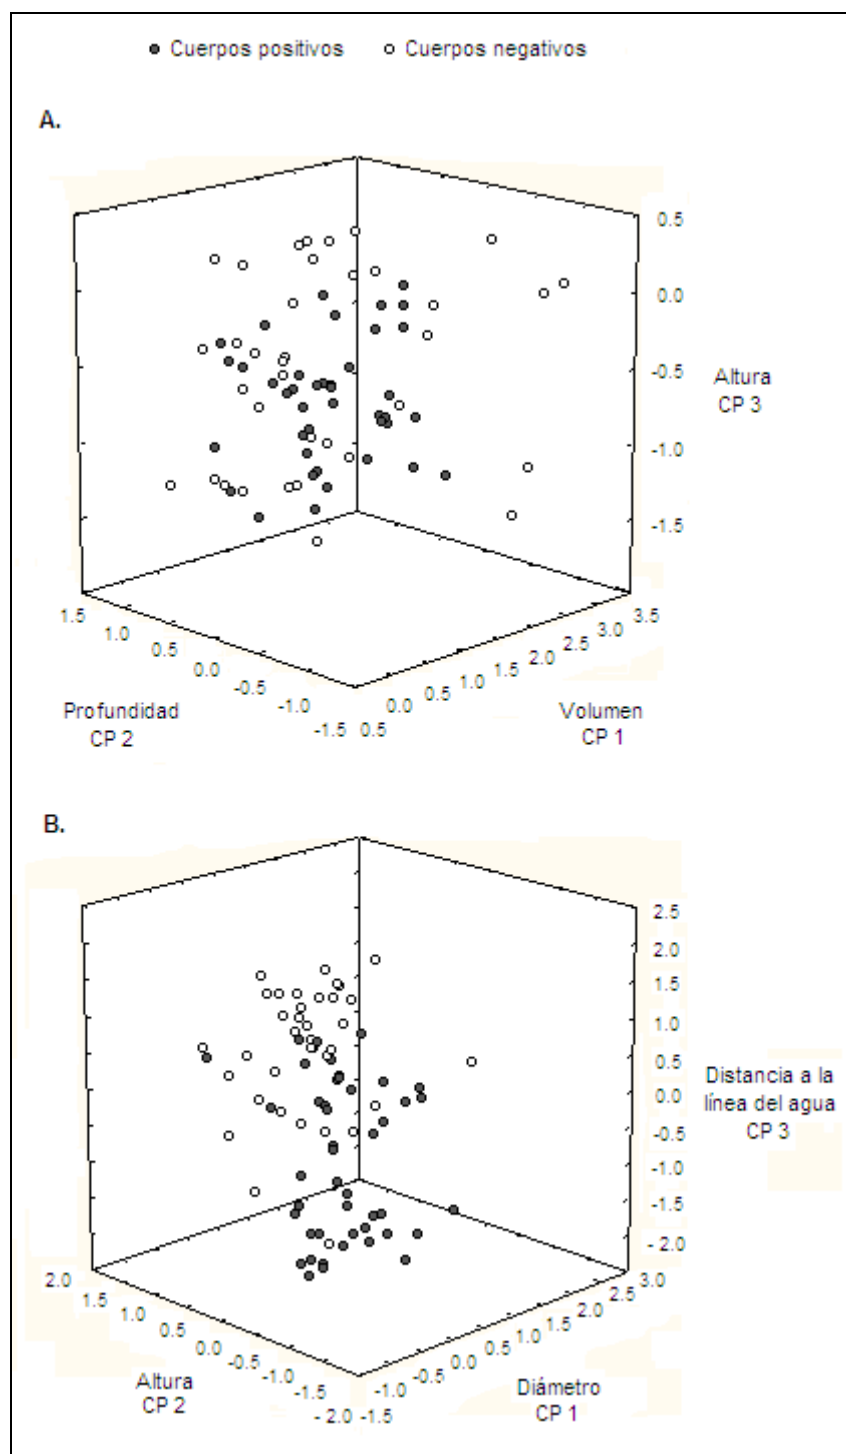 Cuerpos positivos Cuerpos negativos
A.
0.5
0.0
-0.5
-1.0
-1.5
Altura
CP 3
1.5 1.0 0.5 0.0 -0.5 -1.0 -1.5
0.5 0.0 0.5 1.0 1.5 2.0 2.5 3.0 3.5
Profundidad
CP 2
Volumen
CP 1
B.
2.5
2.0
1.5
1.0
0.5
0.0
-0.5
-1.0
-1.5
- 2.0
Distancia a la
línea del agua
CP 3
2.0 1.5 1.0 0.5 0.0 -0.5 -1.0 -1.5 - 2.0
-1.5 -1.0 -0.5 0.0 0.5 1.0 1.5 2.0 2.5 3.0
Altura
CP 2
Diámetro
CP 1